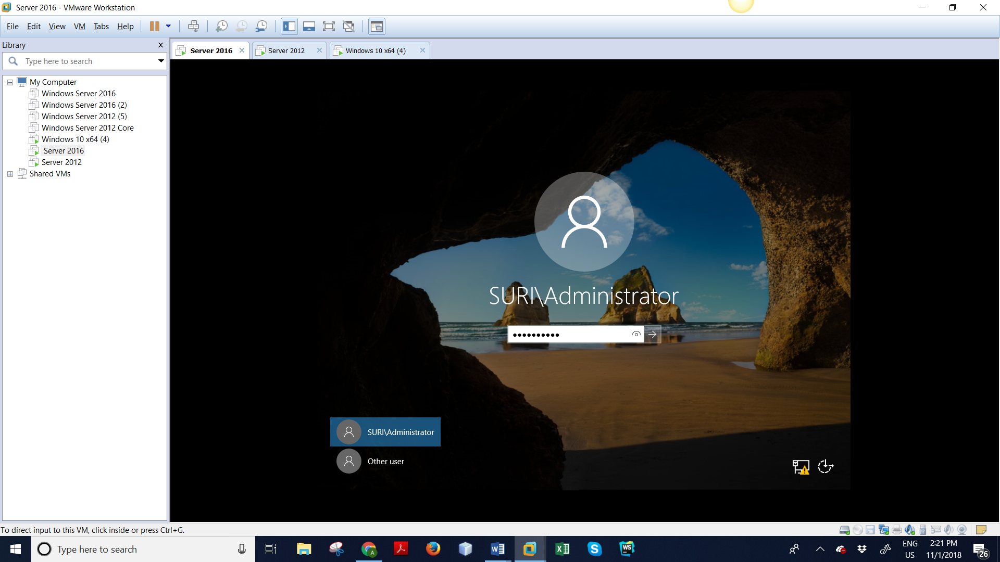 Server 2016 - VMware Workstation
File Edit View VM Tabs Help
Library
Type here to search
My Computer
Windows Server 2016
Windows Server 2016 (2)
Windows Server 2012 (5)
Windows Server 2012 Core
Windows 10 x64 (4)
Server 2016
Server 2012
Shared VMs
Server 2016 Server 2012 Windows 10 x64 (4)
SURI\Administrator
SURI\Administrator
Other user
To direct input to this VM, click inside or press Ctrl+G.
Type here to search
A
WS
ENG
US
2:21 PM
11/1/2018
26